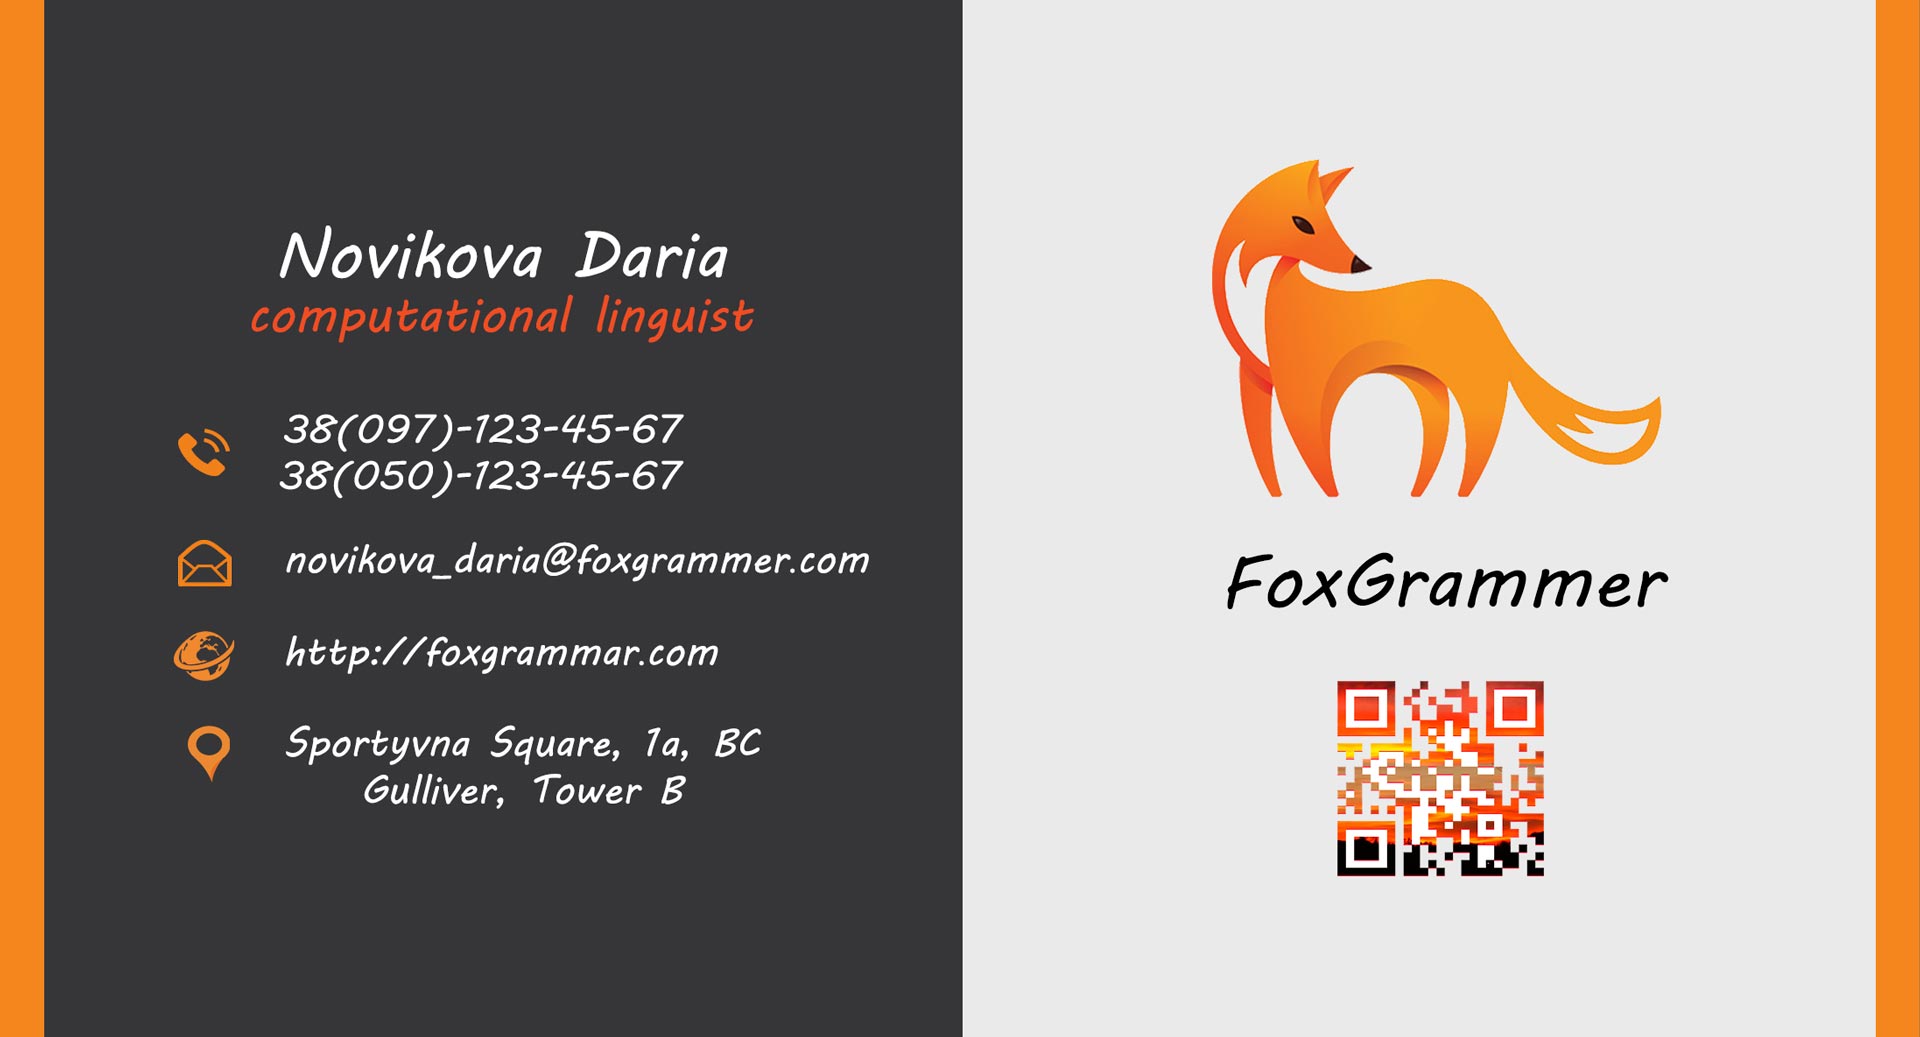 Novikova Daria
computational linguist
38(097)-123-45-67
38(050)-123-45-67
novikova_daria@foxgrammer.com
http://foxgrammar.com
Sportyvna Square, 1a, BC
Gulliver, Tower B
FoxGrammer